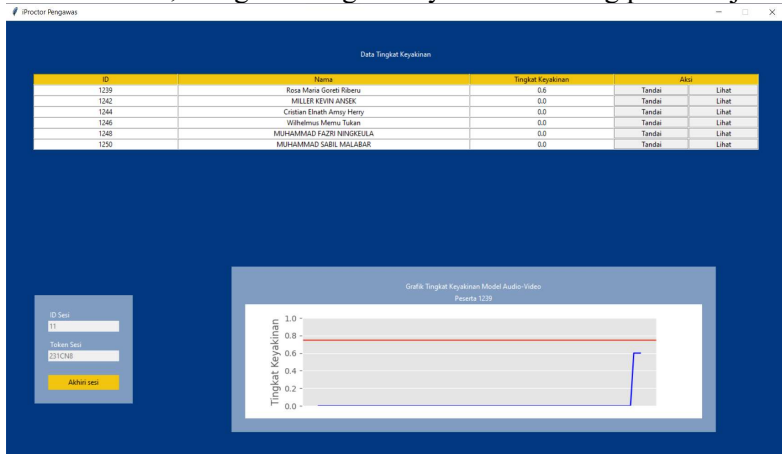 iProctor Pengawas
Data Tingkat Keyakinan
ID Nama Tingkat Keyakinan Aksi
1239 Rosa Maria Goreti Riberu 0.6 Tandai Lihat
1242 MILLER KEVIN ANSEK 0.0 Tandai Lihat
1244 Cristian Elnath Amsy Herry 0.0 Tandai Lihat
1246 Wilhelmus Memu Tukan 0.0 Tandai Lihat
1248 MUHAMMAD FAZRI NINGKEULA 0.0 Tandai Lihat
1250 MUHAMMAD SABIL MALABAR 0.0 Tandai Lihat
ID Sesi
11
Token Sesi
231CN8
Akhiri sesi
Grafik Tingkat Keyakinan Model Audio-Video
Peserta 1239
Tingkat Keyakinan
1.0
0.8
0.6
0.4
0.2
0.0